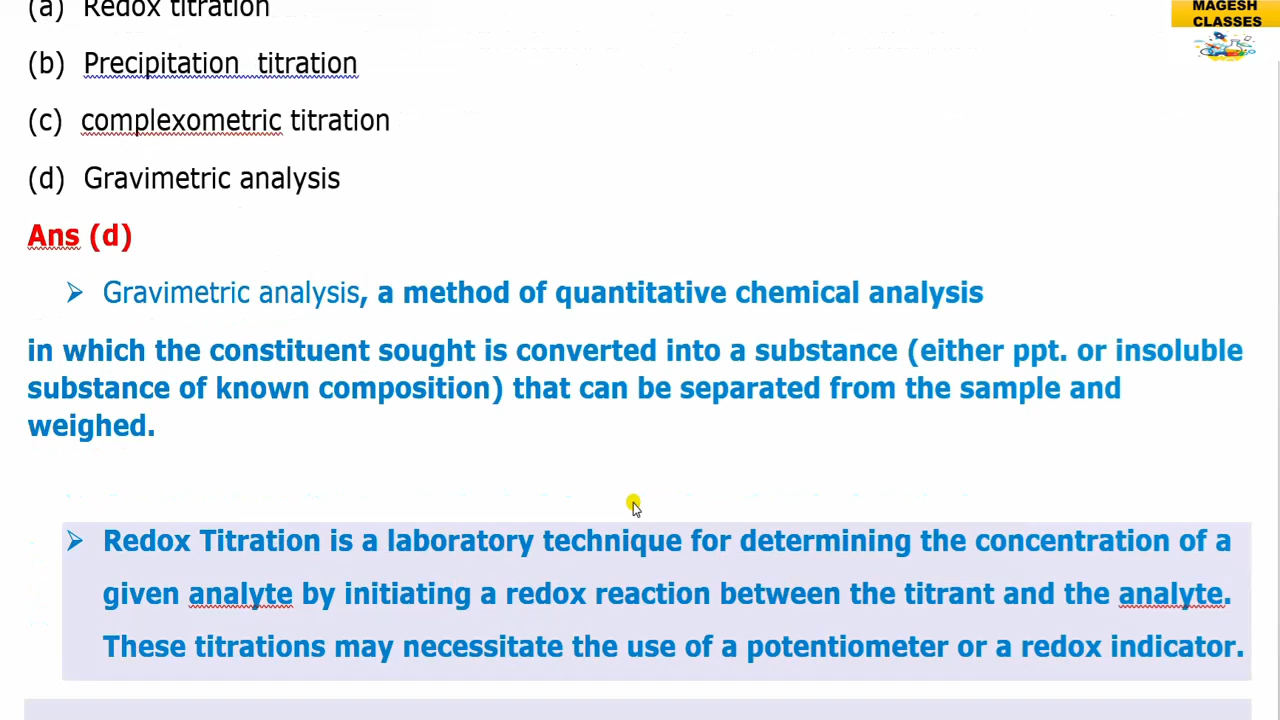 (a) Redox titration
MAGESH
CLASSES
(b) Precipitation titration
(c) complexometric titration
(d) Gravimetric analysis
Ans (d)
➢ Gravimetric analysis, a method of quantitative chemical analysis
in which the constituent sought is converted into a substance (either ppt. or insoluble
substance of known composition) that can be separated from the sample and
weighed.
➢ Redox Titration is a laboratory technique for determining the concentration of a
given analyte by initiating a redox reaction between the titrant and the analyte.
These titrations may necessitate the use of a potentiometer or a redox indicator.